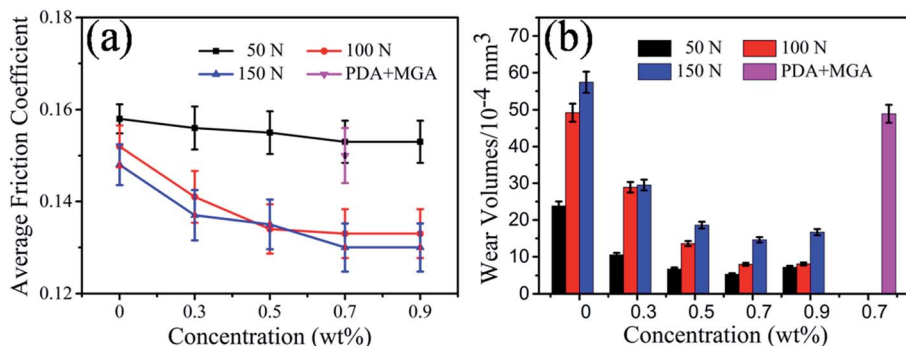 (a)
50 N
100 N
150 N
PDA+MGA
0.18
0.16
0.14
0.12
Average Friction Coefficient
0 0.3 0.5 0.7 0.9
Concentration (wt%)
(b)
50 N
100 N
150 N
PDA+MGA
70
60
50
40
30
20
10
0
Wear Volumes/10⁻⁴ mm³
0 0.3 0.5 0.7 0.9 0.7
Concentration (wt%)